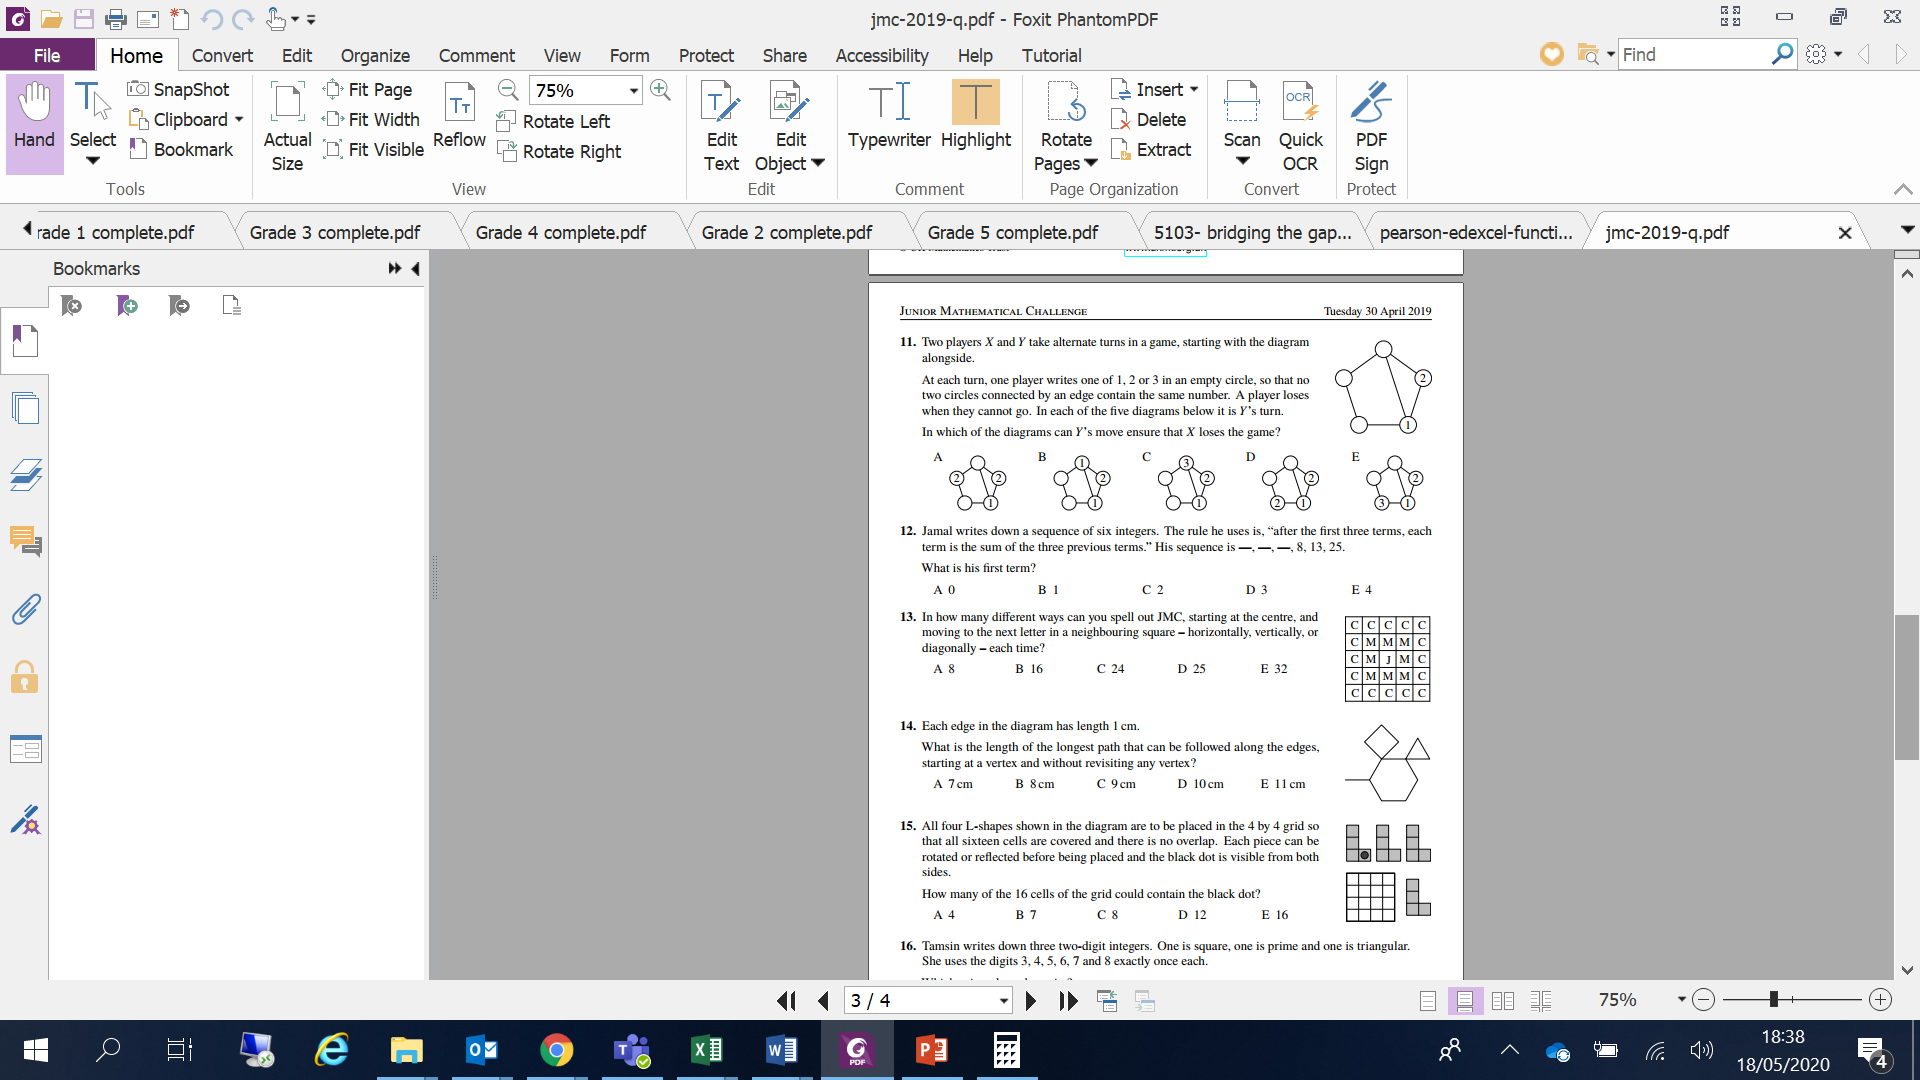 jmc-2019-q.pdf - Foxit PhantomPDF
File Home Convert Edit Organize Comment View Form Protect Share Accessibility Help Tutorial Find
Hand
Select
SnapShot
Clipboard
Bookmark
Tools
Actual Size
Fit Page
Fit Width
Fit Visible
Reflow
75%
Rotate Left
Rotate Right
View
Edit Text
Edit Object
Edit
Typewriter
Highlight
Comment
Rotate Pages
Insert
Delete
Extract
Page Organization
Scan
Quick OCR
Convert
PDF Sign
Protect
rade 1 complete.pdf Grade 3 complete.pdf Grade 4 complete.pdf Grade 2 complete.pdf Grade 5 complete.pdf 5103- bridging the gap... pearson-edexcel-functi... jmc-2019-q.pdf
Bookmarks
JUNIOR MATHEMATICAL CHALLENGE Tuesday 30 April 2019
11. Two players X and Y take alternate turns in a game, starting with the diagram
alongside.
At each turn, one player writes one of 1, 2 or 3 in an empty circle, so that no
two circles connected by an edge contain the same number. A player loses
when they cannot go. In each of the five diagrams below it is Y's turn.
In which of the diagrams can Y's move ensure that X loses the game?
2
1
A 2 2 1
B 1 2 1
C 3 2 1
D 2 2 1
E 2 3 1
12. Jamal writes down a sequence of six integers. The rule he uses is, “after the first three terms, each
term is the sum of the three previous terms.” His sequence is —, —, —, 8, 13, 25.
What is his first term?
A 0 B 1 C 2 D 3 E 4
13. In how many different ways can you spell out JMC, starting at the centre, and
moving to the next letter in a neighbouring square – horizontally, vertically, or
diagonally – each time?
A 8 B 16 C 24 D 25 E 32
C C C C C
C M M M C
C M J M C
C M M M C
C C C C C
14. Each edge in the diagram has length 1 cm.
What is the length of the longest path that can be followed along the edges,
starting at a vertex and without revisiting any vertex?
A 7 cm B 8 cm C 9 cm D 10 cm E 11 cm
15. All four L-shapes shown in the diagram are to be placed in the 4 by 4 grid so
that all sixteen cells are covered and there is no overlap. Each piece can be
rotated or reflected before being placed and the black dot is visible from both
sides.
How many of the 16 cells of the grid could contain the black dot?
A 4 B 7 C 8 D 12 E 16
16. Tamsin writes down three two-digit integers. One is square, one is prime and one is triangular.
She uses the digits 3, 4, 5, 6, 7 and 8 exactly once each.
3 / 4
75%
18:38
18/05/2020
4